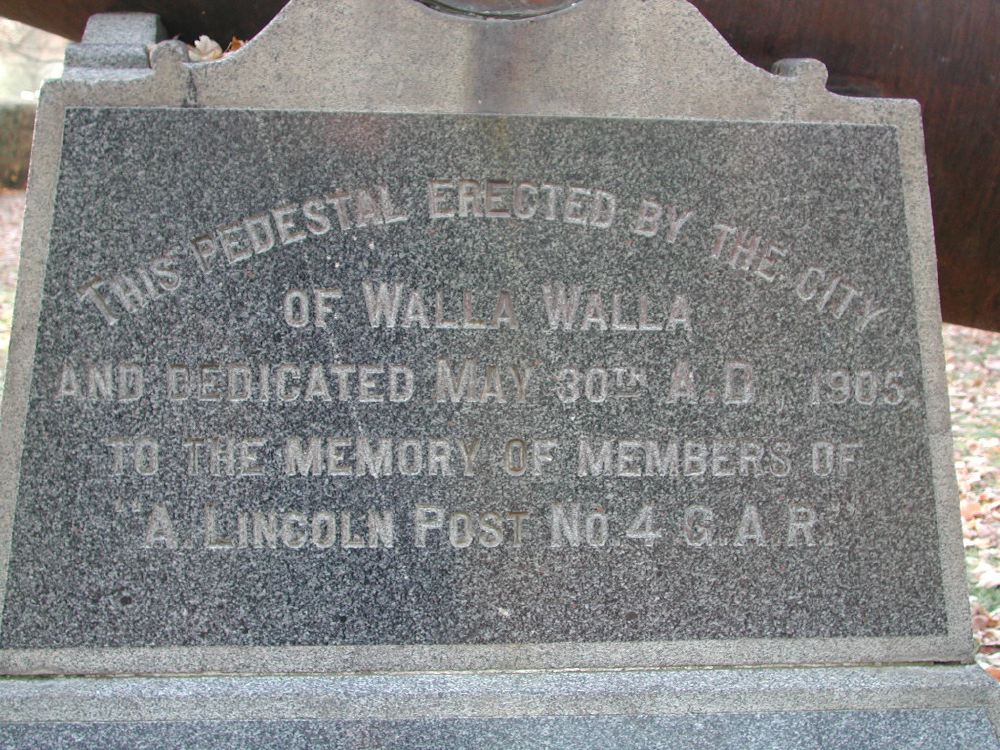 THIS PEDESTAL ERECTED BY THE CITY
OF WALLA WALLA
AND DEDICATED MAY 30TH A.D., 1905.
TO THE MEMORY OF MEMBERS OF
"A. LINCOLN POST NO. 4 G.A.R."